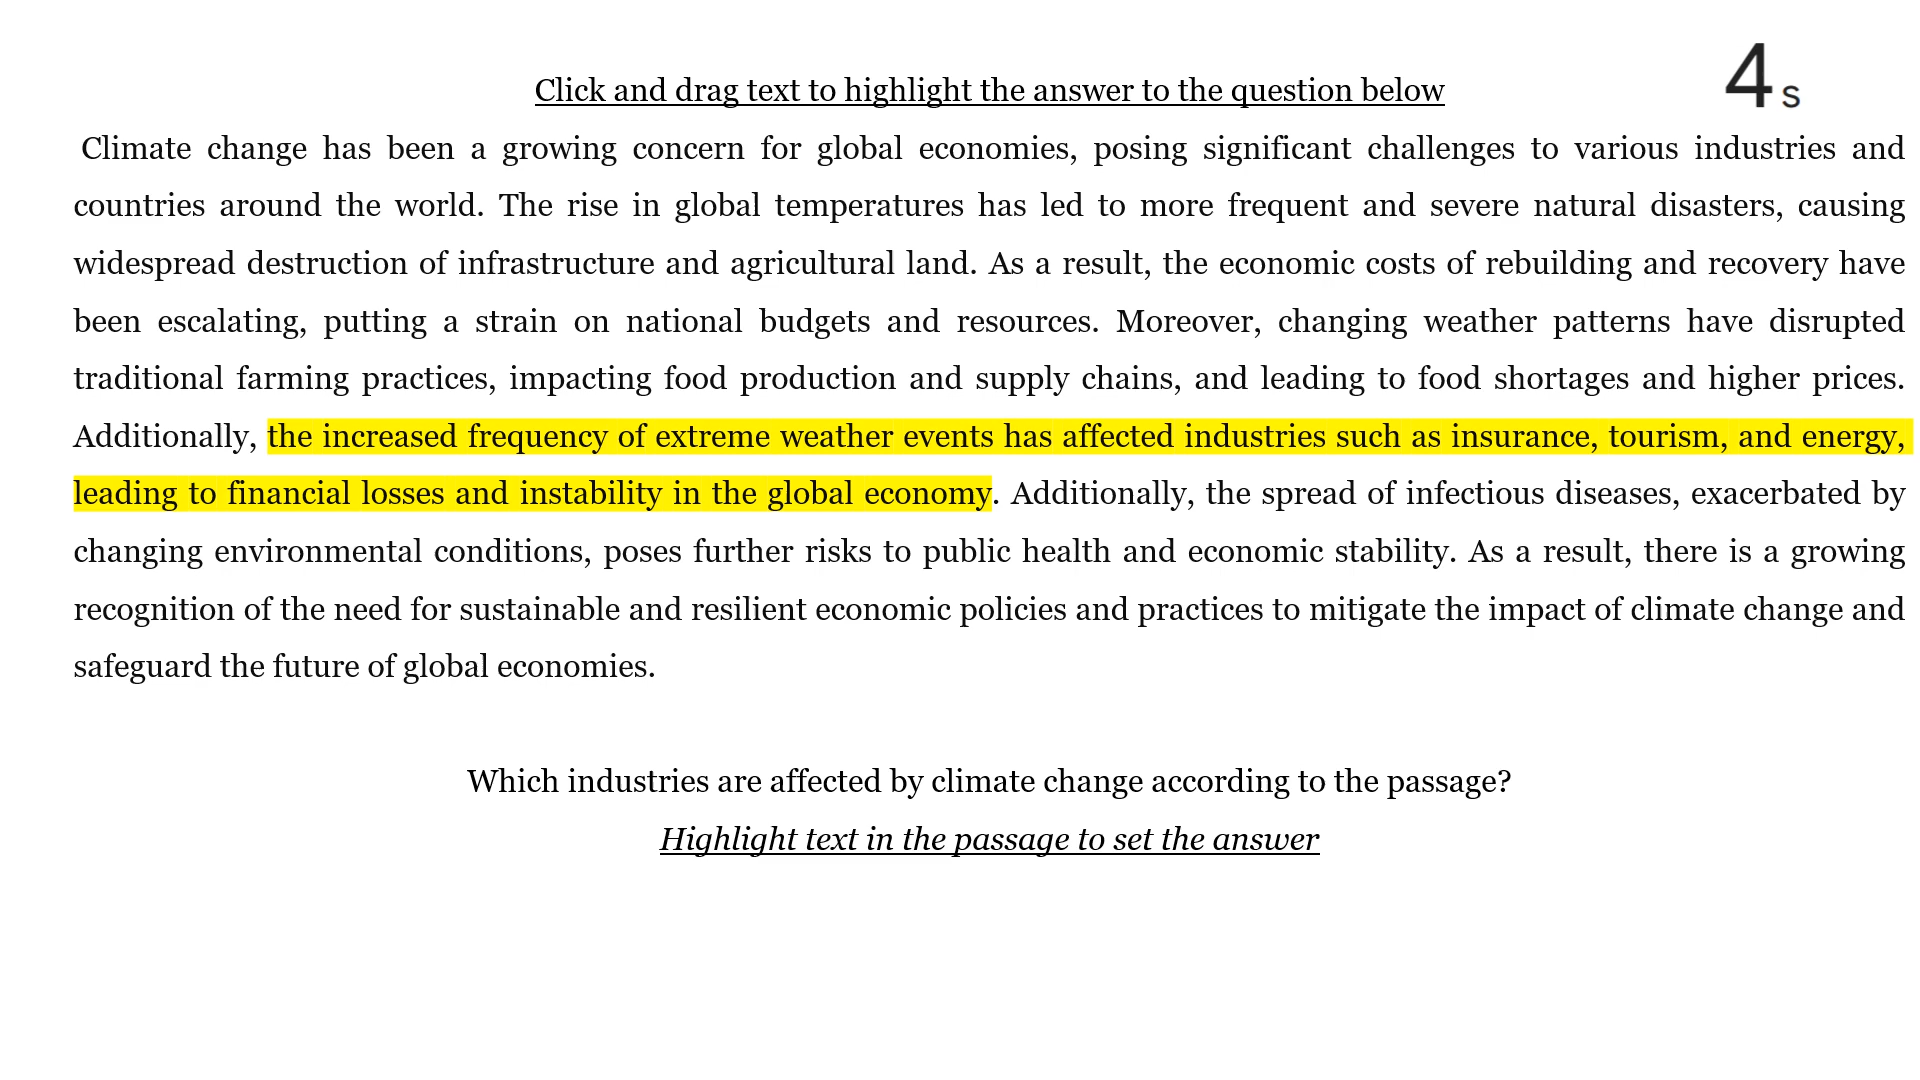 Click and drag text to highlight the answer to the question below
4 s
Climate change has been a growing concern for global economies, posing significant challenges to various industries and
countries around the world. The rise in global temperatures has led to more frequent and severe natural disasters, causing
widespread destruction of infrastructure and agricultural land. As a result, the economic costs of rebuilding and recovery have
been escalating, putting a strain on national budgets and resources. Moreover, changing weather patterns have disrupted
traditional farming practices, impacting food production and supply chains, and leading to food shortages and higher prices.
Additionally, the increased frequency of extreme weather events has affected industries such as insurance, tourism, and energy,
leading to financial losses and instability in the global economy. Additionally, the spread of infectious diseases, exacerbated by
changing environmental conditions, poses further risks to public health and economic stability. As a result, there is a growing
recognition of the need for sustainable and resilient economic policies and practices to mitigate the impact of climate change and
safeguard the future of global economies.
Which industries are affected by climate change according to the passage?
Highlight text in the passage to set the answer